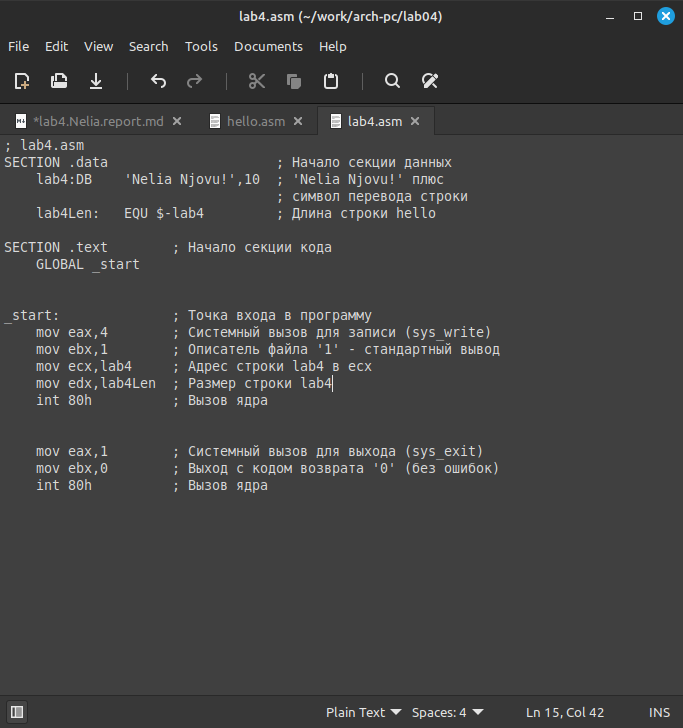 lab4.asm (~/work/arch-pc/lab04)
File Edit View Search Tools Documents Help
*lab4.Nelia.report.md hello.asm lab4.asm
; lab4.asm
SECTION .data ; Начало секции данных
lab4:DB 'Nelia Njovu!',10 ; 'Nelia Njovu!' плюс
; символ перевода строки
lab4Len: EQU $-lab4 ; Длина строки hello
SECTION .text ; Начало секции кода
GLOBAL _start
_start: ; Точка входа в программу
mov eax,4 ; Системный вызов для записи (sys_write)
mov ebx,1 ; Описатель файла '1' - стандартный вывод
mov ecx,lab4 ; Адрес строки lab4 в ecx
mov edx,lab4Len ; Размер строки lab4
int 80h ; Вызов ядра
mov eax,1 ; Системный вызов для выхода (sys_exit)
mov ebx,0 ; Выход с кодом возврата '0' (без ошибок)
int 80h ; Вызов ядра
Plain Text Spaces: 4 Ln 15, Col 42 INS